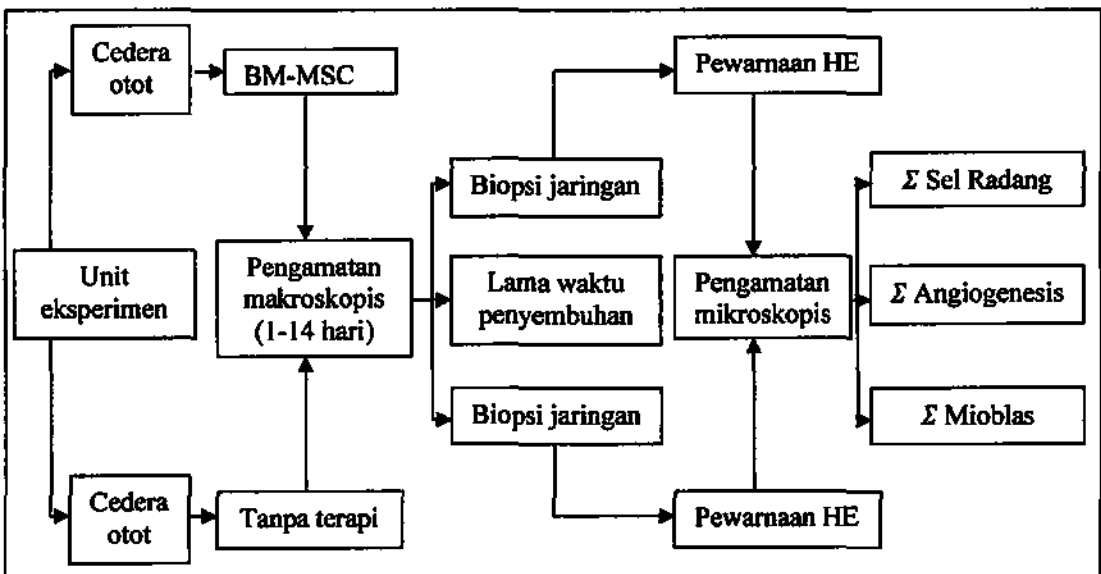 Cedera
otot
BM-MSC
Pewarnaan HE
Biopsi jaringan
Σ Sel Radang
Unit
eksperimen
Pengamatan
makroskopis
(1-14 hari)
Lama waktu
penyembuhan
Pengamatan
mikroskopis
Σ Angiogenesis
Biopsi jaringan
Σ Mioblas
Cedera
otot
Tanpa terapi
Pewarnaan HE